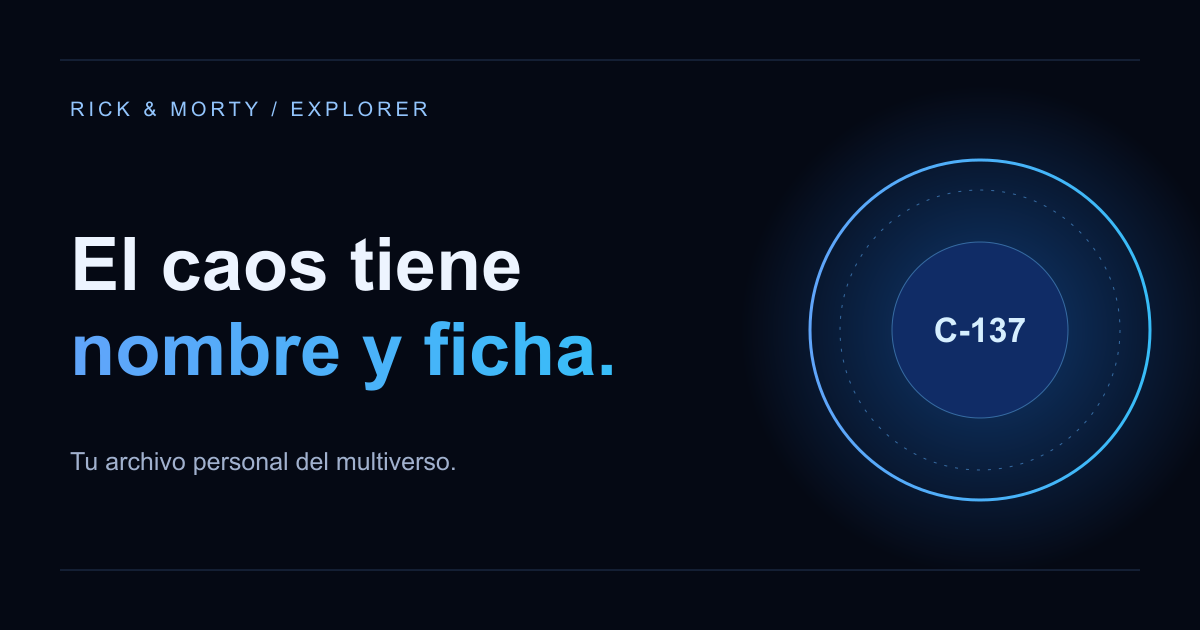 RICK & MORTY / EXPLORER
El caos tiene
nombre y ficha.
Tu archivo personal del multiverso.
C-137